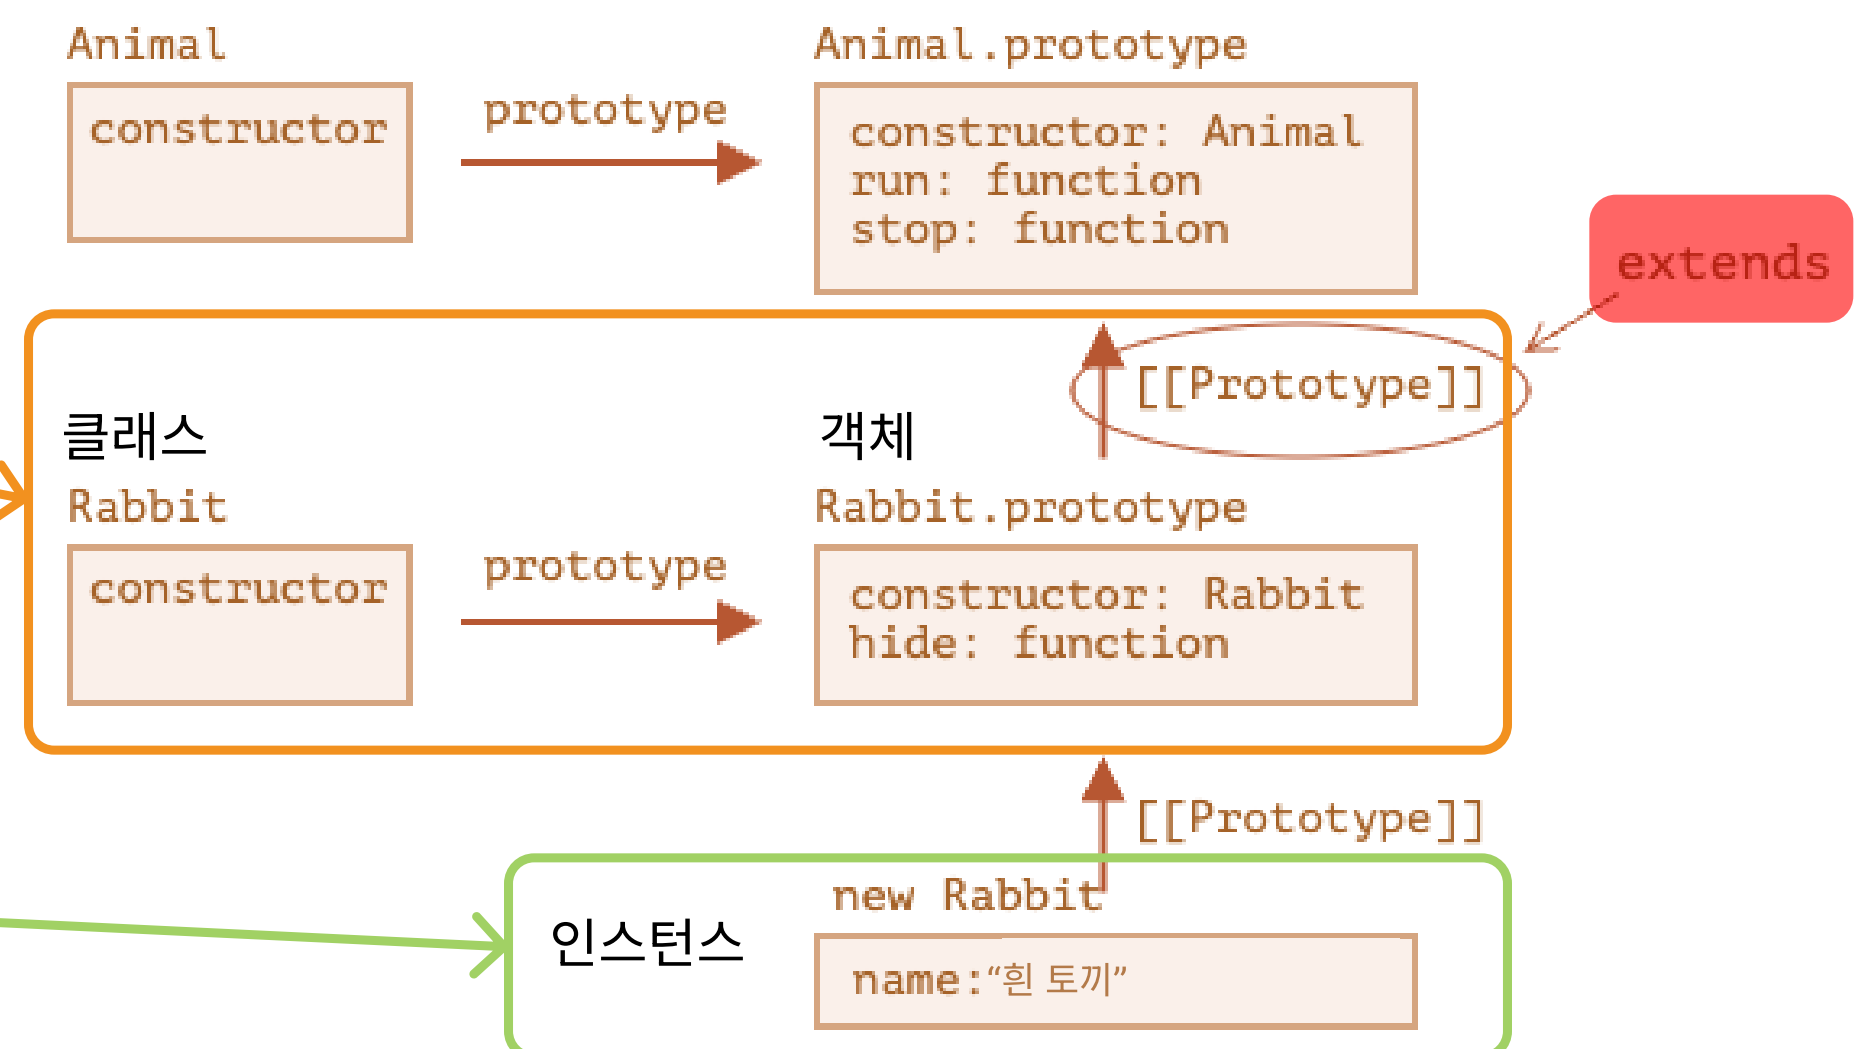 Animal
Animal.prototype
constructor
prototype
constructor: Animal
run: function
stop: function
extends
[[Prototype]]
클래스
객체
Rabbit
Rabbit.prototype
constructor
prototype
constructor: Rabbit
hide: function
[[Prototype]]
new Rabbit
인스턴스
name:“흰 토끼”